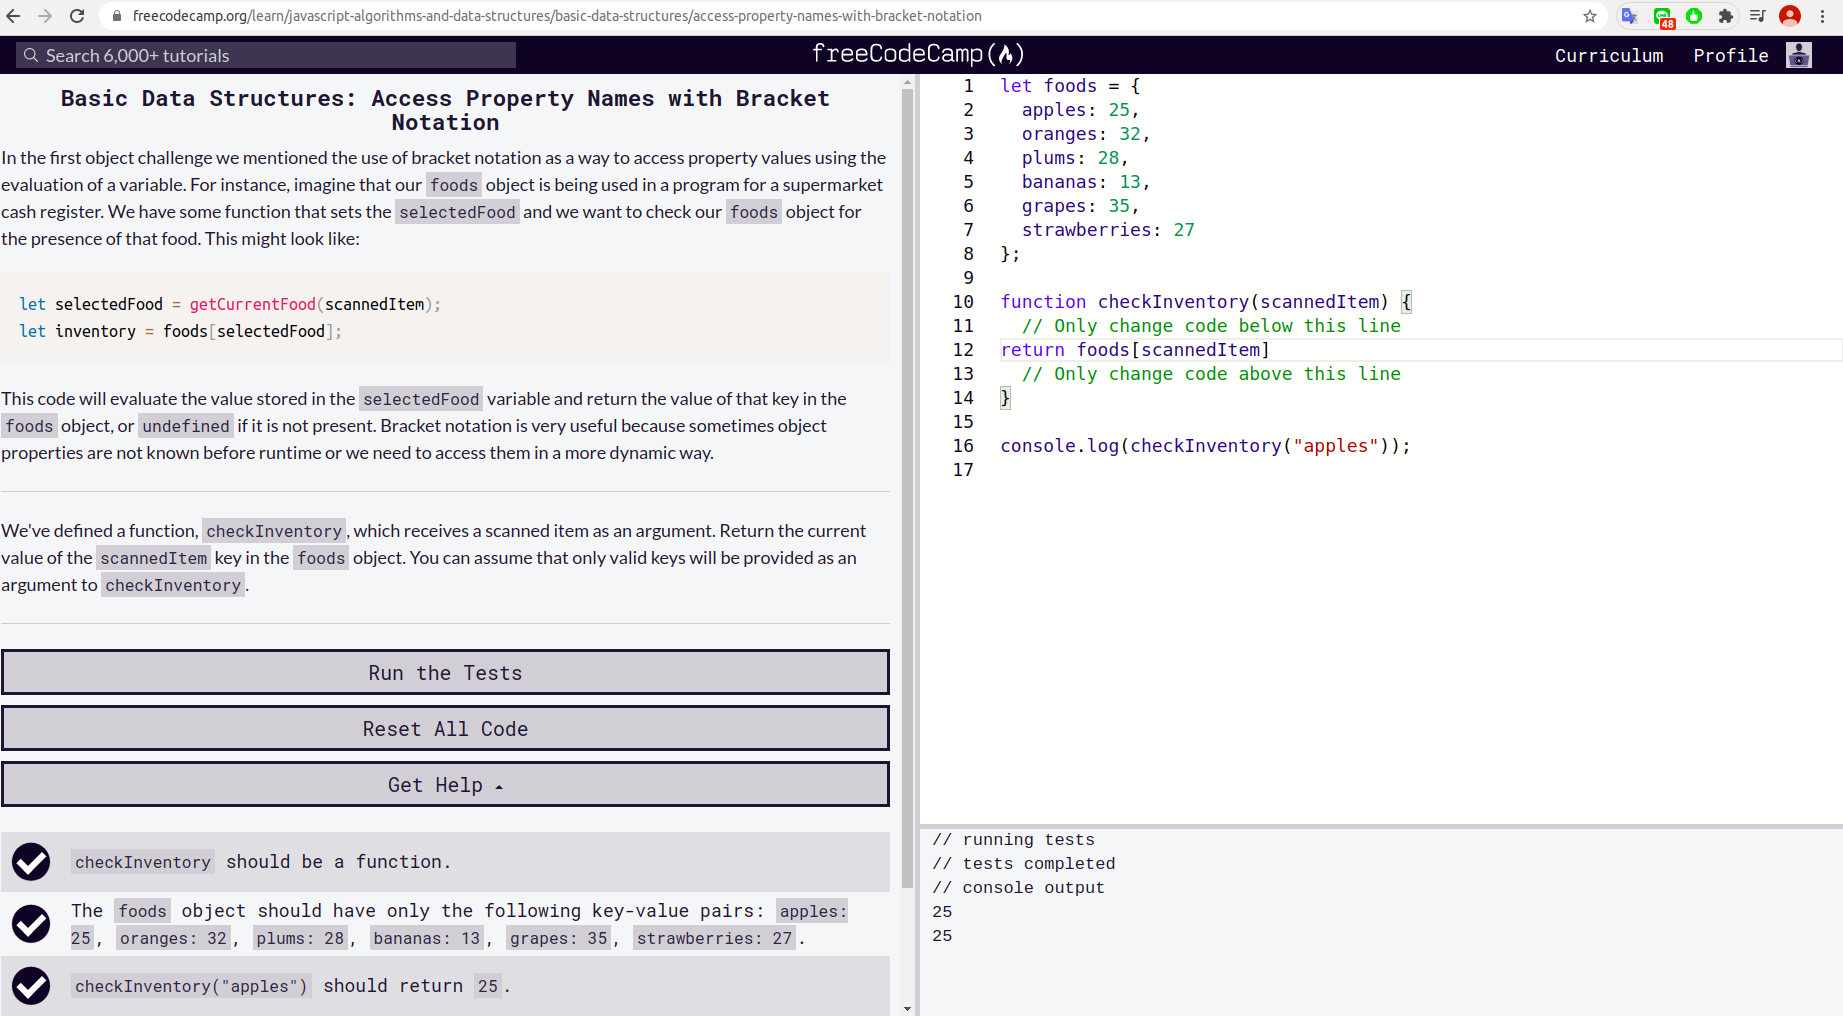 freecodecamp.org/learn/javascript-algorithms-and-data-structures/basic-data-structures/access-property-names-with-bracket-notation
48
Search 6,000+ tutorials
freeCodeCamp
Curriculum
Profile
Basic Data Structures: Access Property Names with Bracket
Notation
In the first object challenge we mentioned the use of bracket notation as a way to access property values using the
evaluation of a variable. For instance, imagine that our foods object is being used in a program for a supermarket
cash register. We have some function that sets the selectedFood and we want to check our foods object for
the presence of that food. This might look like:
let selectedFood = getCurrentFood(scannedItem);
let inventory = foods[selectedFood];
This code will evaluate the value stored in the selectedFood variable and return the value of that key in the
foods object, or undefined if it is not present. Bracket notation is very useful because sometimes object
properties are not known before runtime or we need to access them in a more dynamic way.
We've defined a function, checkInventory, which receives a scanned item as an argument. Return the current
value of the scannedItem key in the foods object. You can assume that only valid keys will be provided as an
argument to checkInventory.
Run the Tests
Reset All Code
Get Help
checkInventory should be a function.
The foods object should have only the following key-value pairs: apples:
25, oranges: 32, plums: 28, bananas: 13, grapes: 35, strawberries: 27.
checkInventory("apples") should return 25.
1 let foods = {
2 apples: 25,
3 oranges: 32,
4 plums: 28,
5 bananas: 13,
6 grapes: 35,
7 strawberries: 27
8 };
9
10 function checkInventory(scannedItem) {
11 // Only change code below this line
12 return foods[scannedItem]
13 // Only change code above this line
14 }
15
16 console.log(checkInventory("apples"));
17
// running tests
// tests completed
// console output
25
25